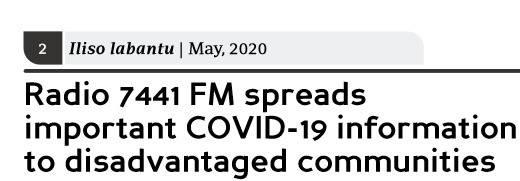 2 Iliso labantu | May, 2020
Radio 7441 FM spreads
important COVID-19 information
to disadvantaged communities